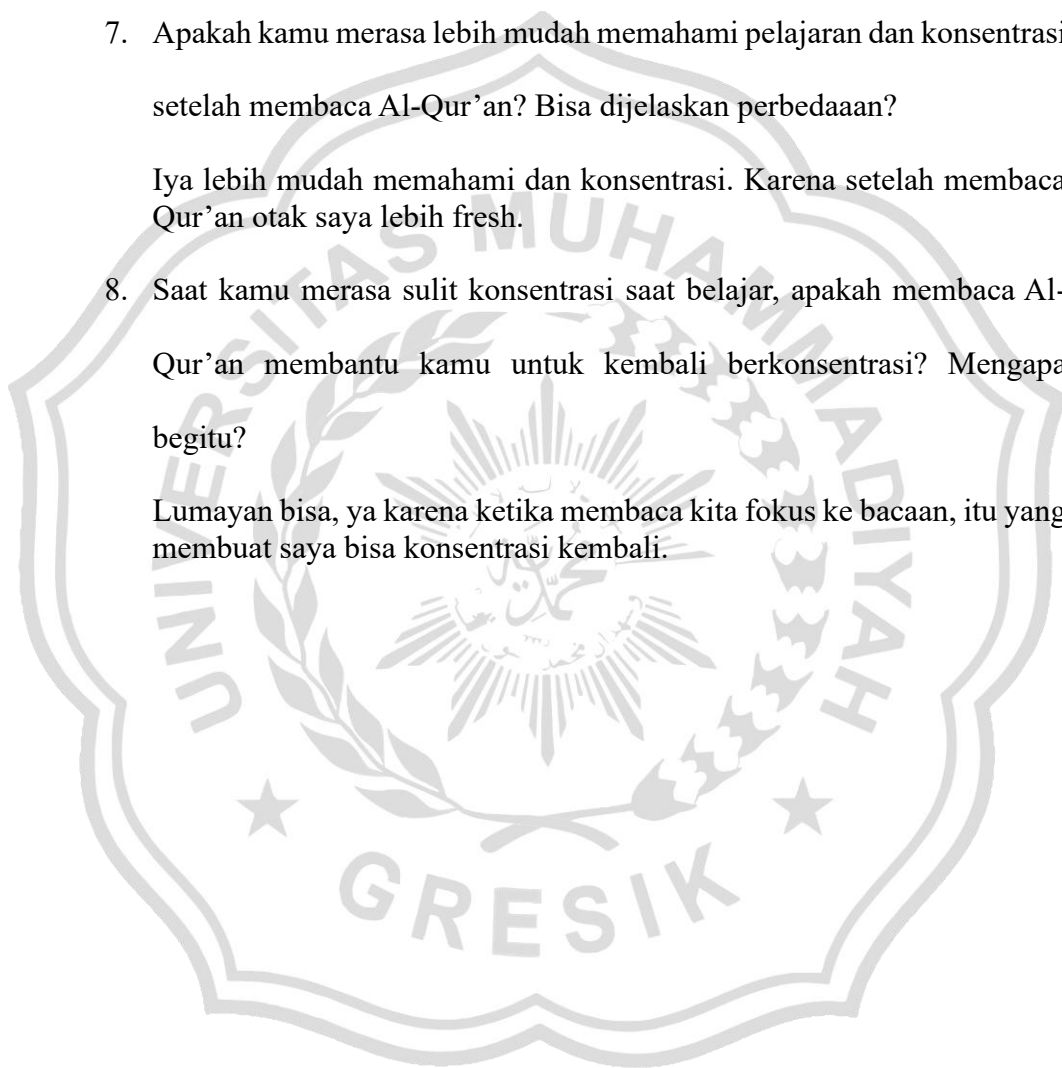 7. Apakah kamu merasa lebih mudah memahami pelajaran dan konsentrasi
setelah membaca Al-Qur’an? Bisa dijelaskan perbedaaan?
Iya lebih mudah memahami dan konsentrasi. Karena setelah membaca
Qur’an otak saya lebih fresh.
8. Saat kamu merasa sulit konsentrasi saat belajar, apakah membaca Al-
Qur’an membantu kamu untuk kembali berkonsentrasi? Mengapa
begitu?
Lumayan bisa, ya karena ketika membaca kita fokus ke bacaan, itu yang
membuat saya bisa konsentrasi kembali.
UNIVERSITAS MUHAMMADIYAH
GRESIK